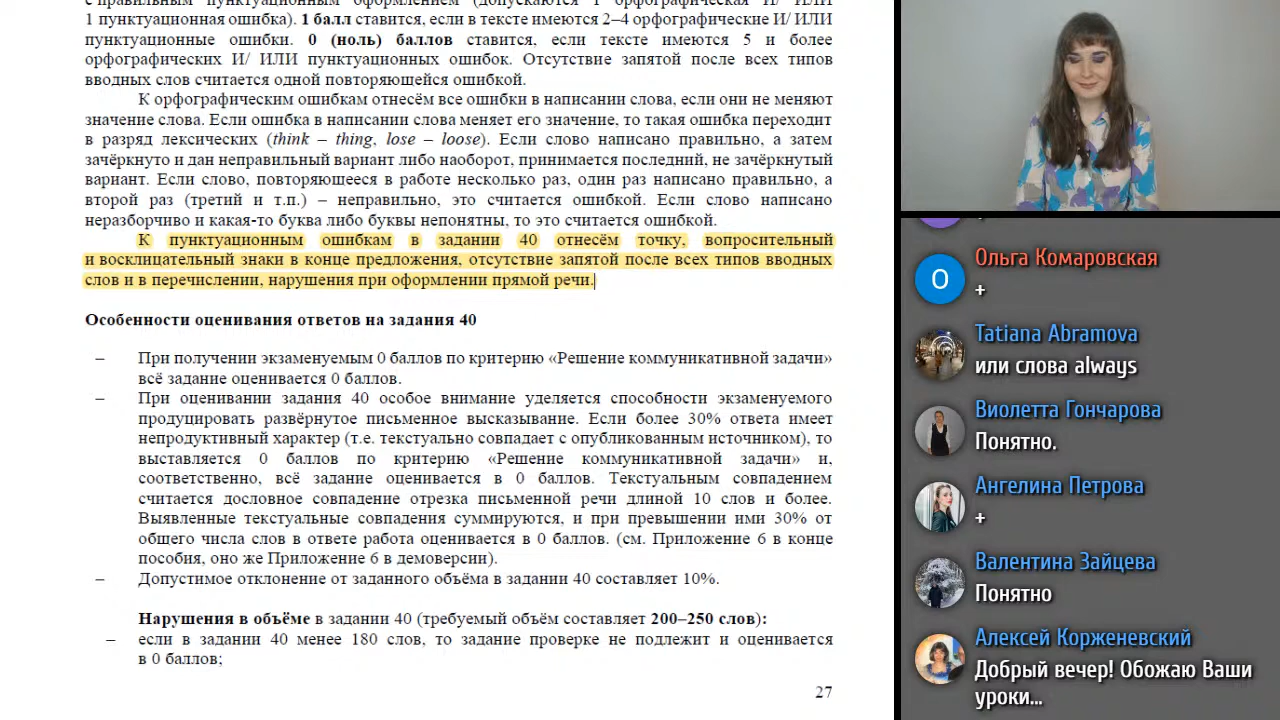 с правильным пунктуационным оформлением (допускаются 1 орфографическая И/ ИЛИ
1 пунктуационная ошибка). 1 балл ставится, если в тексте имеются 2–4 орфографические И/ ИЛИ
пунктуационные ошибки. 0 (ноль) баллов ставится, если тексте имеются 5 и более
орфографических И/ ИЛИ пунктуационных ошибок. Отсутствие запятой после всех типов
вводных слов считается одной повторяющейся ошибкой.
К орфографическим ошибкам отнесём все ошибки в написании слова, если они не меняют
значение слова. Если ошибка в написании слова меняет его значение, то такая ошибка переходит
в разряд лексических (think – thing, lose – loose). Если слово написано правильно, а затем
зачёркнуто и дан неправильный вариант либо наоборот, принимается последний, не зачёркнутый
вариант. Если слово, повторяющееся в работе несколько раз, один раз написано правильно, а
второй раз (третий и т.п.) – неправильно, это считается ошибкой. Если слово написано
неразборчиво и какая-то буква либо буквы непонятны, то это считается ошибкой.
К пунктуационным ошибкам в задании 40 отнесём точку, вопросительный
и восклицательный знаки в конце предложения, отсутствие запятой после всех типов вводных
слов и в перечислении, нарушения при оформлении прямой речи.
Особенности оценивания ответов на задания 40
– При получении экзаменуемым 0 баллов по критерию «Решение коммуникативной задачи»
всё задание оценивается 0 баллов.
– При оценивании задания 40 особое внимание уделяется способности экзаменуемого
продуцировать развёрнутое письменное высказывание. Если более 30% ответа имеет
непродуктивный характер (т.е. текстуально совпадает с опубликованным источником), то
выставляется 0 баллов по критерию «Решение коммуникативной задачи» и,
соответственно, всё задание оценивается в 0 баллов. Текстуальным совпадением
считается дословное совпадение отрезка письменной речи длиной 10 слов и более.
Выявленные текстуальные совпадения суммируются, и при превышении ими 30% от
общего числа слов в ответе работа оценивается в 0 баллов. (см. Приложение 6 в конце
пособия, оно же Приложение 6 в демоверсии).
– Допустимое отклонение от заданного объёма в задании 40 составляет 10%.
Нарушения в объёме в задании 40 (требуемый объём составляет 200–250 слов):
– если в задании 40 менее 180 слов, то задание проверке не подлежит и оценивается
в 0 баллов;
27
О
Ольга Комаровская
+
Tatiana Abramova
или слова always
Виолетта Гончарова
Понятно.
Ангелина Петрова
+
Валентина Зайцева
Понятно
Алексей Корженевский
Добрый вечер! Обожаю Ваши
уроки...